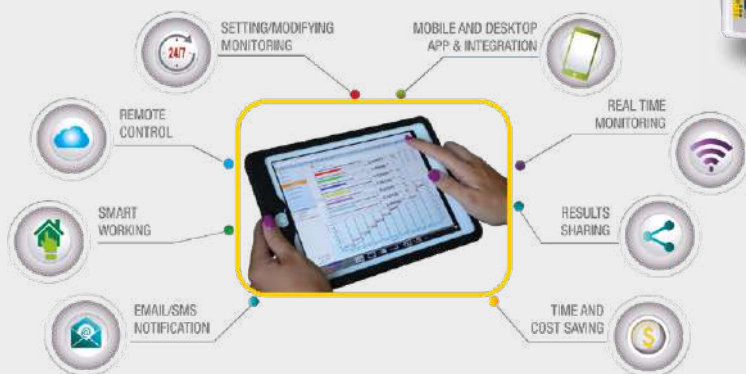 SETTING/MODIFYING
MONITORING
MOBILE AND DESKTOP
APP & INTEGRATION
24/7
REMOTE
CONTROL
REAL TIME
MONITORING
SMART
WORKING
RESULTS
SHARING
EMAIL/SMS
NOTIFICATION
TIME AND
COST SAVING
$
@